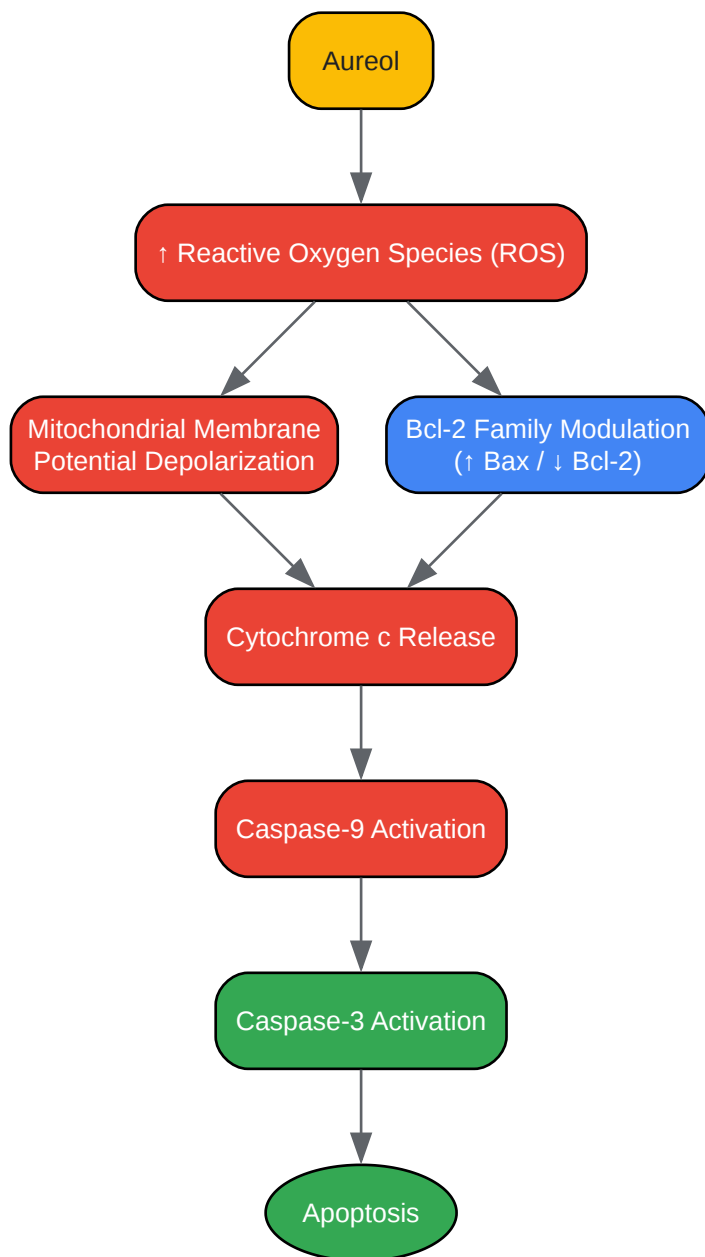 Aureol
↑ Reactive Oxygen Species (ROS)
Mitochondrial Membrane
Potential Depolarization
Bcl-2 Family Modulation
(↑ Bax / ↓ Bcl-2)
Cytochrome c Release
Caspase-9 Activation
Caspase-3 Activation
Apoptosis